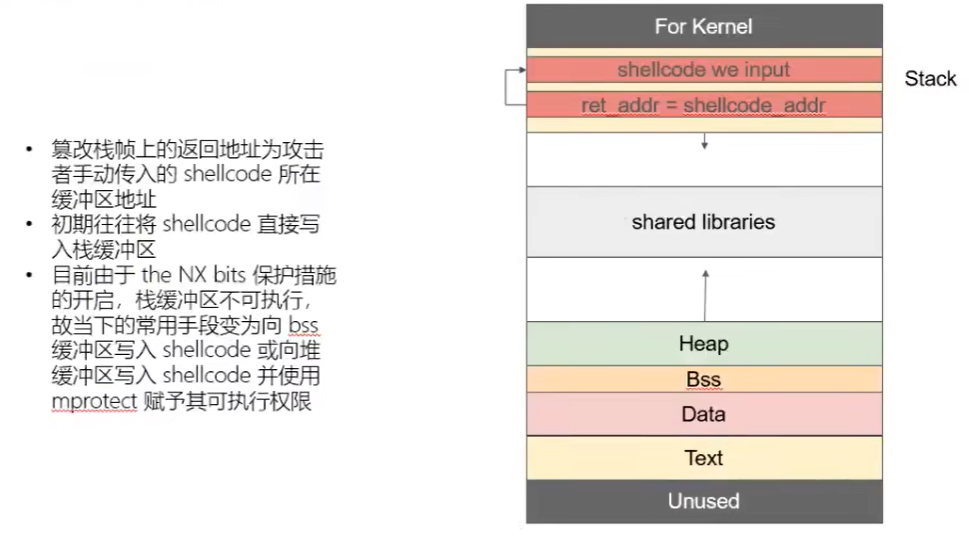 • 篡改栈帧上的返回地址为攻击
者手动传入的 shellcode 所在
缓冲区地址
• 初期往往将 shellcode 直接写
入栈缓冲区
• 目前由于 the NX bits 保护措施
的开启，栈缓冲区不可执行，
故当下的常用手段变为向 bss
缓冲区写入 shellcode 或向堆
缓冲区写入 shellcode 并使用
mprotect 赋予其可执行权限
For Kernel
shellcode we input
ret_addr = shellcode_addr
Stack
shared libraries
Heap
Bss
Data
Text
Unused